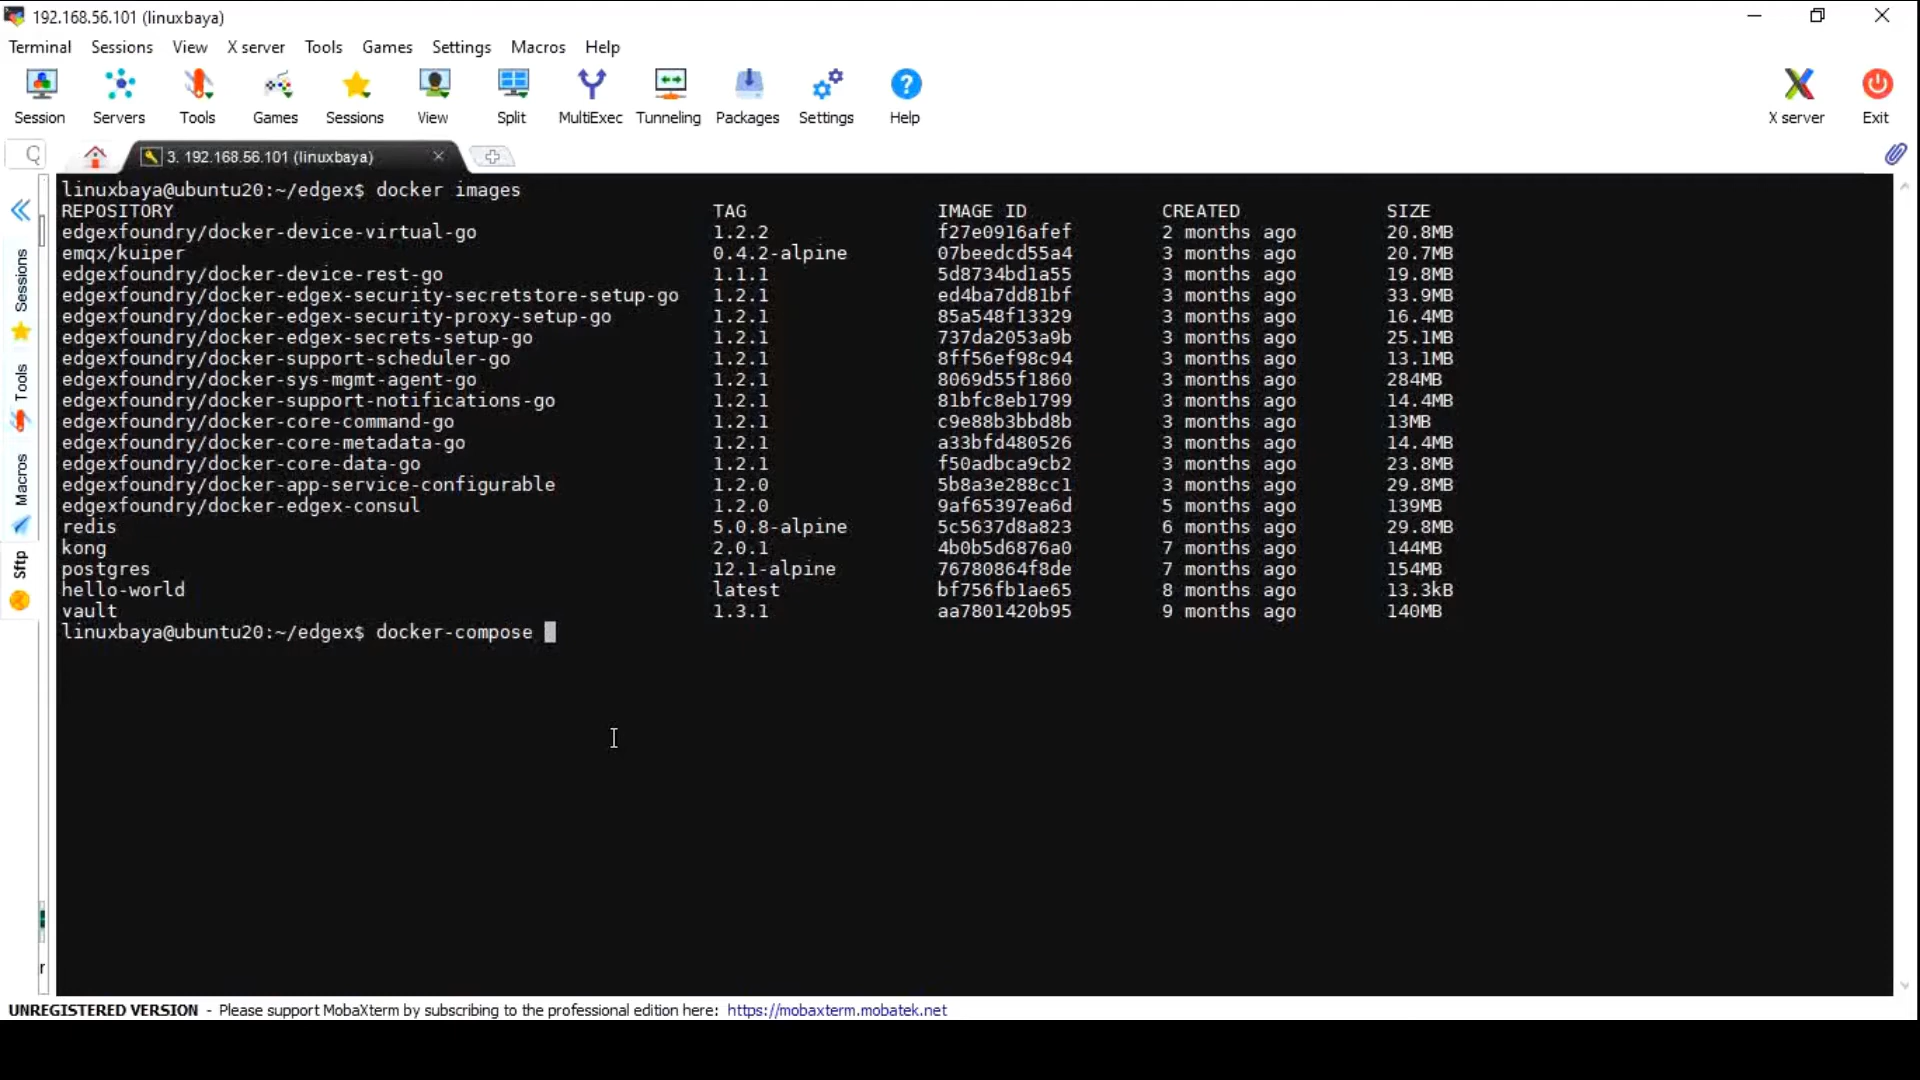 192.168.56.101 (linuxbaya)
Terminal Sessions View X server Tools Games Settings Macros Help
Session Servers Tools Games Sessions View Split MultiExec Tunneling Packages Settings Help X server Exit
3. 192.168.56.101 (linuxbaya)
Sessions
Tools
Macros
Sftp
linuxbaya@ubuntu20:~/edgex$ docker images
REPOSITORY TAG IMAGE ID CREATED SIZE
edgexfoundry/docker-device-virtual-go 1.2.2 f27e0916afef 2 months ago 20.8MB
emqx/kuiper 0.4.2-alpine 07beedcd55a4 3 months ago 20.7MB
edgexfoundry/docker-device-rest-go 1.1.1 5d8734bd1a55 3 months ago 19.8MB
edgexfoundry/docker-edgex-security-secretstore-setup-go 1.2.1 ed4ba7dd81bf 3 months ago 33.9MB
edgexfoundry/docker-edgex-security-proxy-setup-go 1.2.1 85a548f13329 3 months ago 16.4MB
edgexfoundry/docker-edgex-secrets-setup-go 1.2.1 737da2053a9b 3 months ago 25.1MB
edgexfoundry/docker-support-scheduler-go 1.2.1 8ff56ef98c94 3 months ago 13.1MB
edgexfoundry/docker-sys-mgmt-agent-go 1.2.1 8069d55f1860 3 months ago 284MB
edgexfoundry/docker-support-notifications-go 1.2.1 81bfc8eb1799 3 months ago 14.4MB
edgexfoundry/docker-core-command-go 1.2.1 c9e88b3bbd8b 3 months ago 13MB
edgexfoundry/docker-core-metadata-go 1.2.1 a33bfd480526 3 months ago 14.4MB
edgexfoundry/docker-core-data-go 1.2.1 f50adbca9cb2 3 months ago 23.8MB
edgexfoundry/docker-app-service-configurable 1.2.0 5b8a3e288cc1 3 months ago 29.8MB
edgexfoundry/docker-edgex-consul 1.2.0 9af65397ea6d 5 months ago 139MB
redis 5.0.8-alpine 5c5637d8a823 6 months ago 29.8MB
kong 2.0.1 4b0b5d6876a0 7 months ago 144MB
postgres 12.1-alpine 76780864f8de 7 months ago 154MB
hello-world latest bf756fb1ae65 8 months ago 13.3kB
vault 1.3.1 aa7801420b95 9 months ago 140MB
linuxbaya@ubuntu20:~/edgex$ docker-compose
r
UNREGISTERED VERSION - Please support MobaXterm by subscribing to the professional edition here: https://mobaxterm.mobatek.net